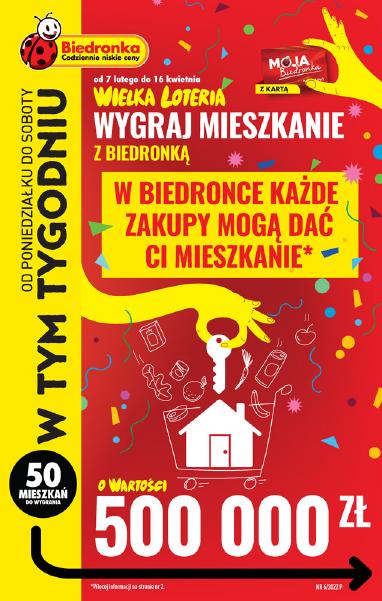 Biedronka
Codziennie niskie ceny
MOJA
Biedronka
Z KARTĄ
od 7 lutego do 16 kwietnia
WIELKA LOTERIA
WYGRAJ MIESZKANIE
Z BIEDRONKĄ
OD PONIEDZIAŁKU DO SOBOTY
W TYM TYGODNIU
W BIEDRONCE KAŻDE
ZAKUPY MOGĄ DAĆ
CI MIESZKANIE*
50
MIESZKAŃ
DO WYGRANIA
O WARTOŚCI
500 000 ZŁ
*Więcej informacji na stronie nr 2.
NR 6/2022 P